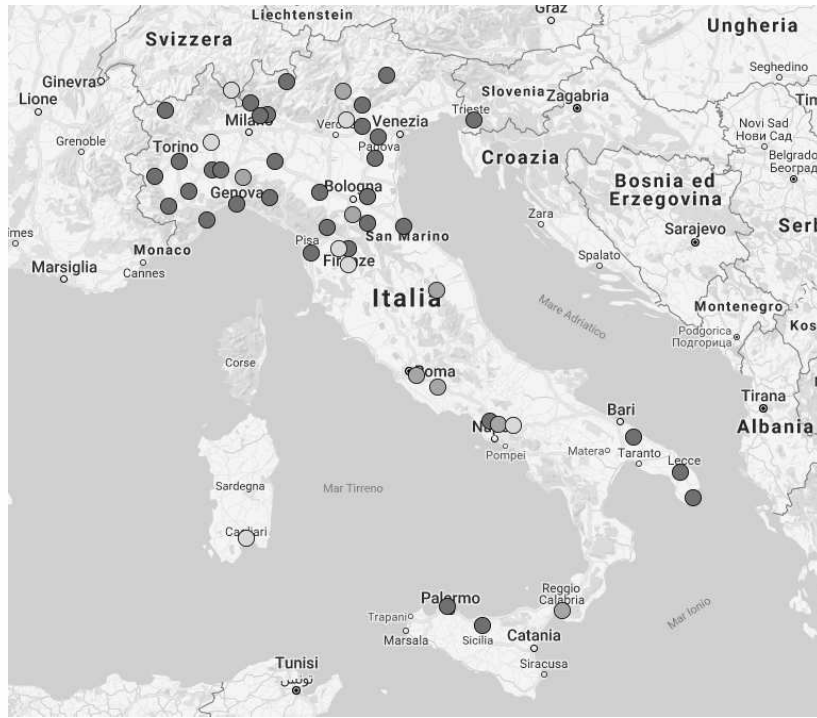 Graz
Liechtenstein
Svizzera
Ungheria
Seghedino
Ginevra
Slovenia
Zagabria
Lione
Milano
Trieste
Venezia
Padova
Grenoble
Torino
Croazia
Novi Sad
Нови Сад
Belgrado
Београд
Genova
Bologna
Bosnia ed
Erzegovina
Zara
San Marino
Monaco
Pisa
Sarajevo
Marsiglia
Cannes
Firenze
Spalato
Italia
Mare Adriatico
Montenegro
Podgorica
Подгорица
Corse
Roma
Tirana
Bari
Albania
Matera
Taranto
Lecce
Pompei
Sardegna
Mar Tirreno
Cagliari
Reggio
Calabria
Palermo
Mar Ionio
Trapani
Marsala
Sicilia
Catania
Siracusa
Tunisi
تونس